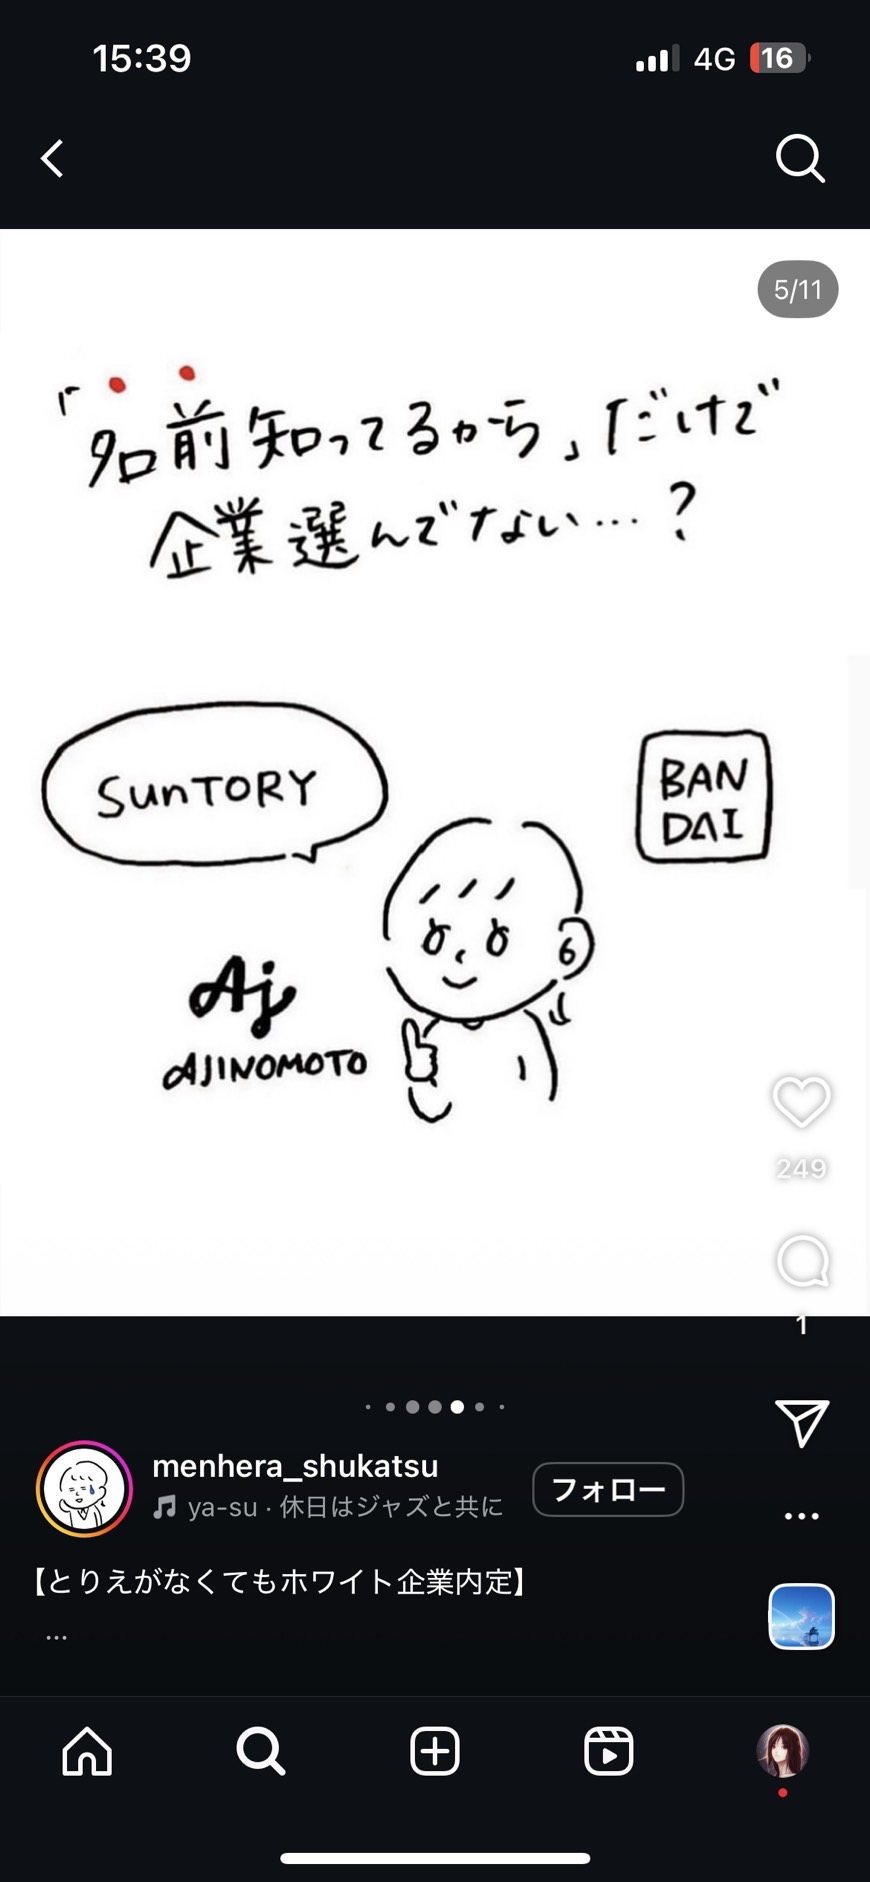 15:39
4G
16
5/11
「名前知ってるから」だけで
企業選んでない…?
SunTORY
BAN
DAI
Aj
AJINOMOTO
249
1
menhera_shukatsu
ya-su · 休日はジャズと共に
フォロー
【とりえがなくてもホワイト企業内定】
...